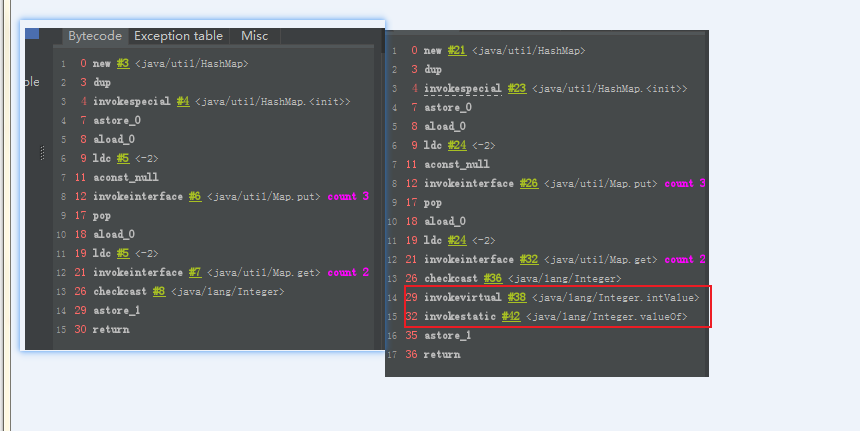 Bytecode Exception table Misc
ole
1 0 new #3 <java/util/HashMap>
2 3 dup
3 4 invokespecial #4 <java/util/HashMap.<init>>
4 7 astore_0
5 8 aload_0
6 9 ldc #5 <-2>
7 11 aconst_null
8 12 invokeinterface #6 <java/util/Map.put> count 3
9 17 pop
10 18 aload_0
11 19 ldc #5 <-2>
12 21 invokeinterface #7 <java/util/Map.get> count 2
13 26 checkcast #8 <java/lang/Integer>
14 29 astore_1
15 30 return
1 0 new #21 <java/util/HashMap>
2 3 dup
3 4 invokespecial #23 <java/util/HashMap.<init>>
4 7 astore_0
5 8 aload_0
6 9 ldc #24 <-2>
7 11 aconst_null
8 12 invokeinterface #26 <java/util/Map.put> count 3
9 17 pop
10 18 aload_0
11 19 ldc #24 <-2>
12 21 invokeinterface #32 <java/util/Map.get> count 2
13 26 checkcast #36 <java/lang/Integer>
14 29 invokevirtual #38 <java/lang/Integer.intValue>
15 32 invokestatic #42 <java/lang/Integer.valueOf>
16 35 astore_1
17 36 return